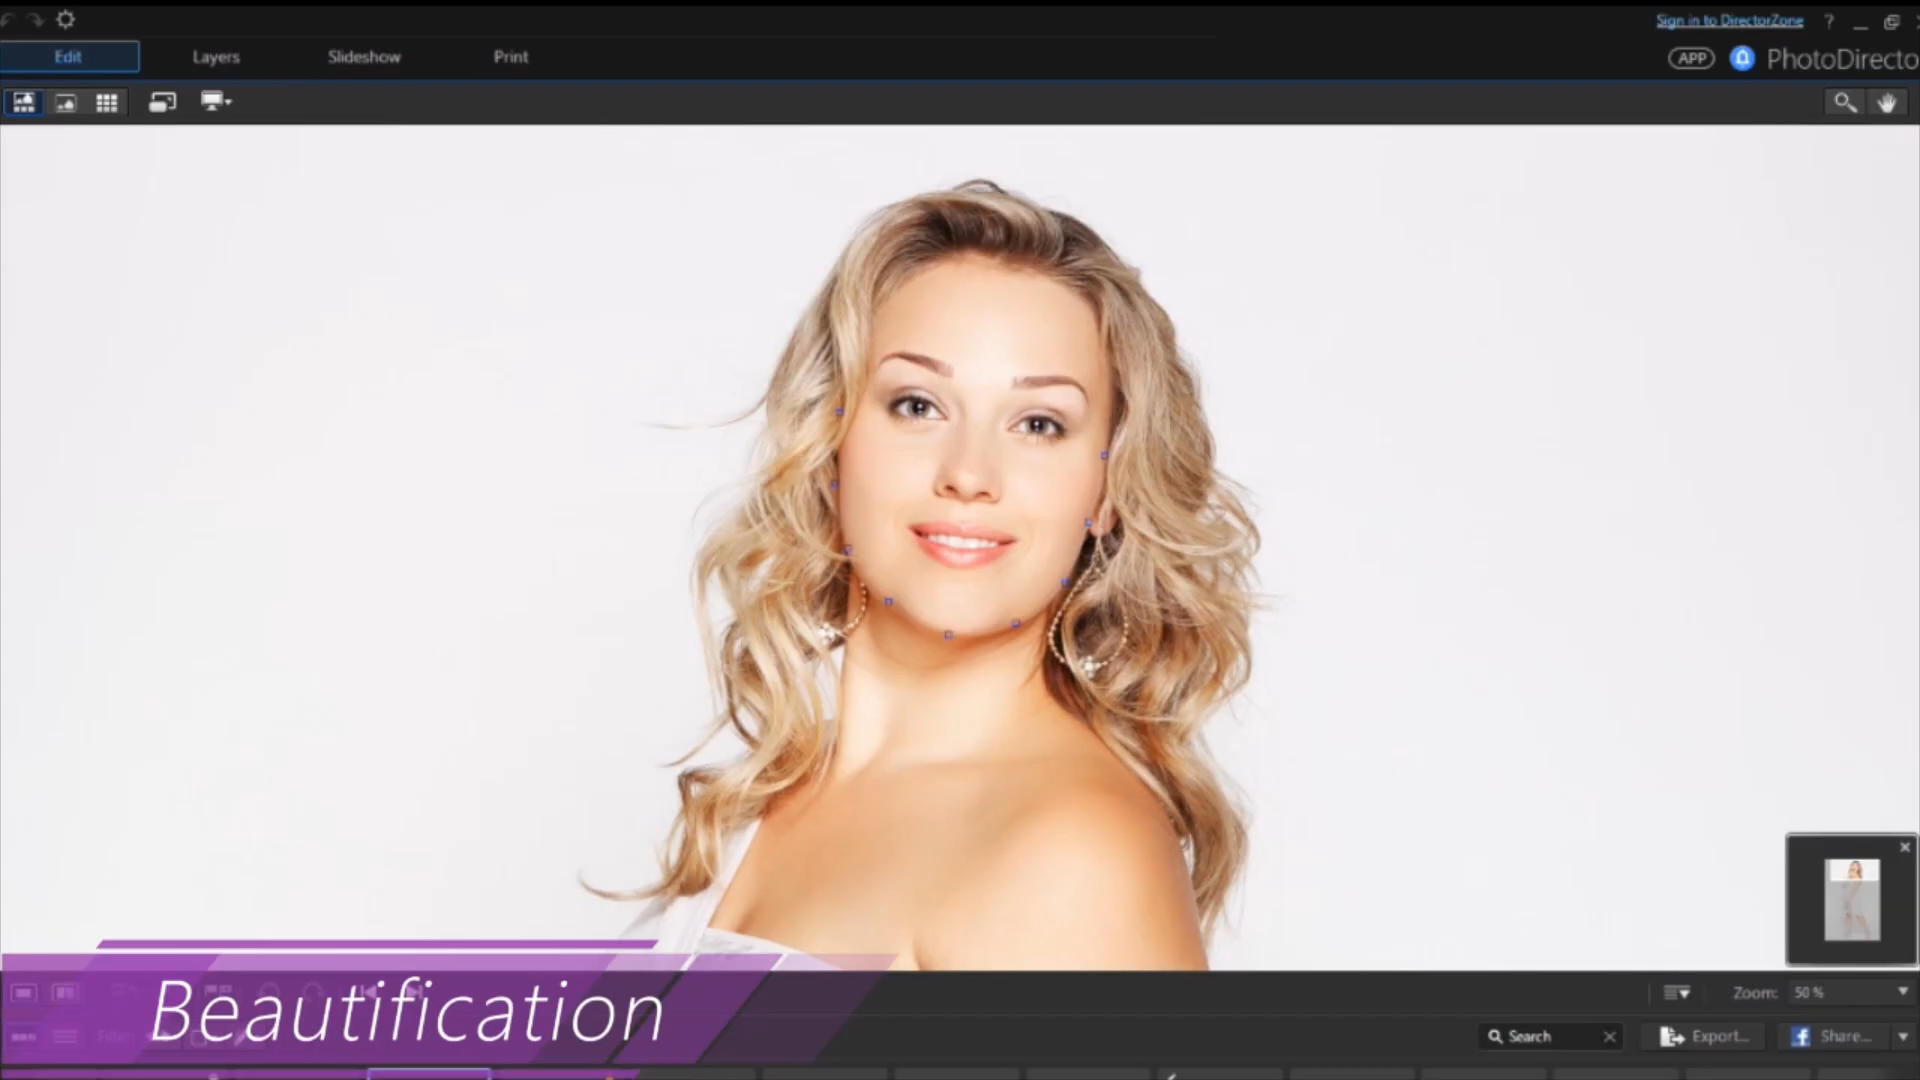 Sign in to DirectorZone
?
Edit
Layers
Slideshow
Print
APP
PhotoDirecto
Beautification
Zoom:
50 %
Search
Export...
Share...